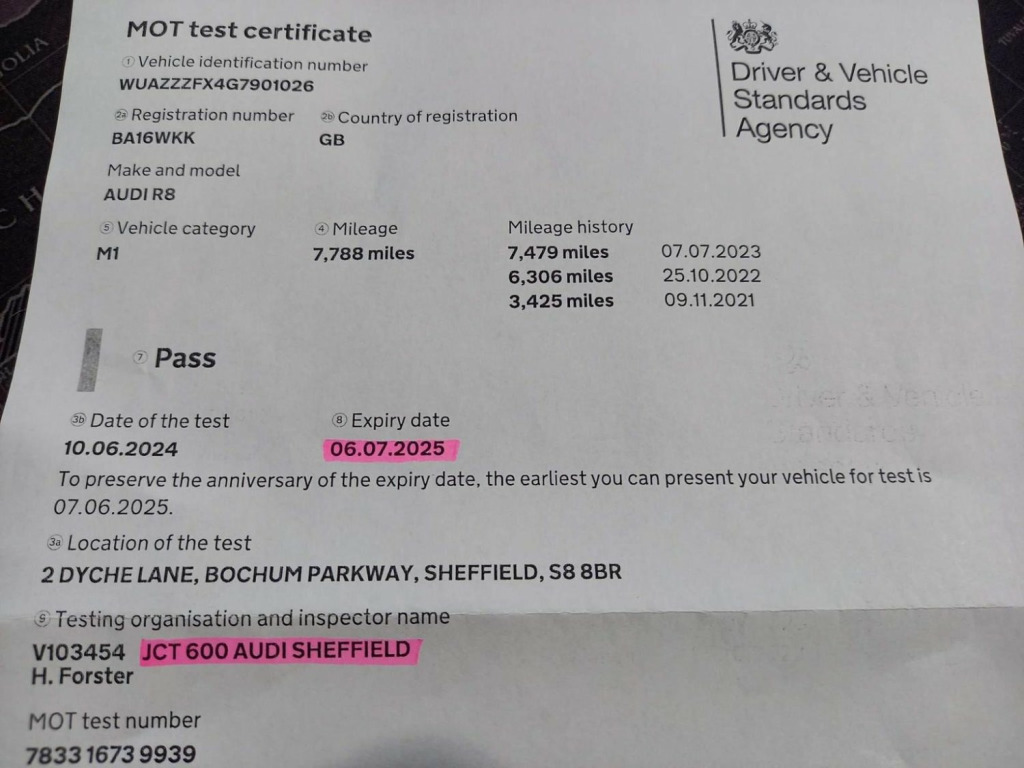 MOT test certificate
1 Vehicle identification number
WUAZZZFX4G7901026
2a Registration number
BA16WKK
2b Country of registration
GB
Make and model
AUDI R8
5 Vehicle category
M1
4 Mileage
7,788 miles
Mileage history
7,479 miles 07.07.2023
6,306 miles 25.10.2022
3,425 miles 09.11.2021
Driver & Vehicle
Standards
Agency
7 Pass
3b Date of the test
10.06.2024
8 Expiry date
06.07.2025
To preserve the anniversary of the expiry date, the earliest you can present your vehicle for test is
07.06.2025.
3a Location of the test
2 DYCHE LANE, BOCHUM PARKWAY, SHEFFIELD, S8 8BR
9 Testing organisation and inspector name
V103454 JCT 600 AUDI SHEFFIELD
H. Forster
MOT test number
7833 1673 9939